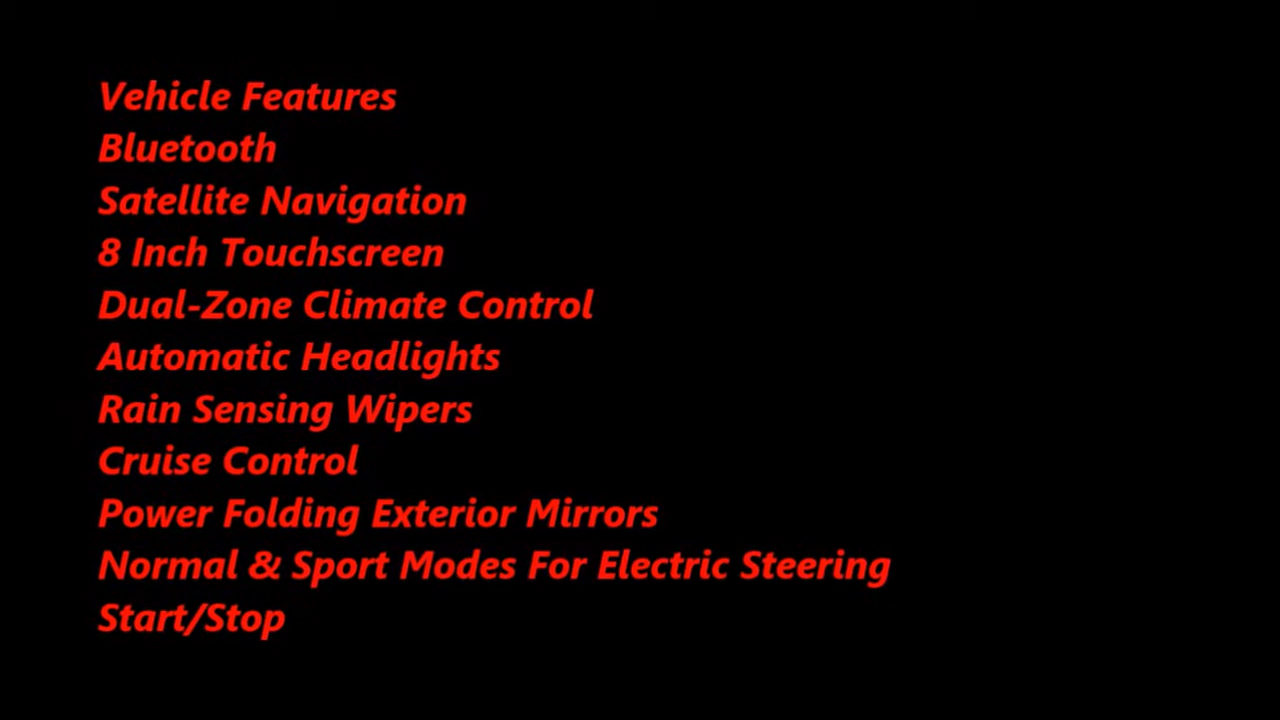 Vehicle Features
Bluetooth
Satellite Navigation
8 Inch Touchscreen
Dual-Zone Climate Control
Automatic Headlights
Rain Sensing Wipers
Cruise Control
Power Folding Exterior Mirrors
Normal & Sport Modes For Electric Steering
Start/Stop